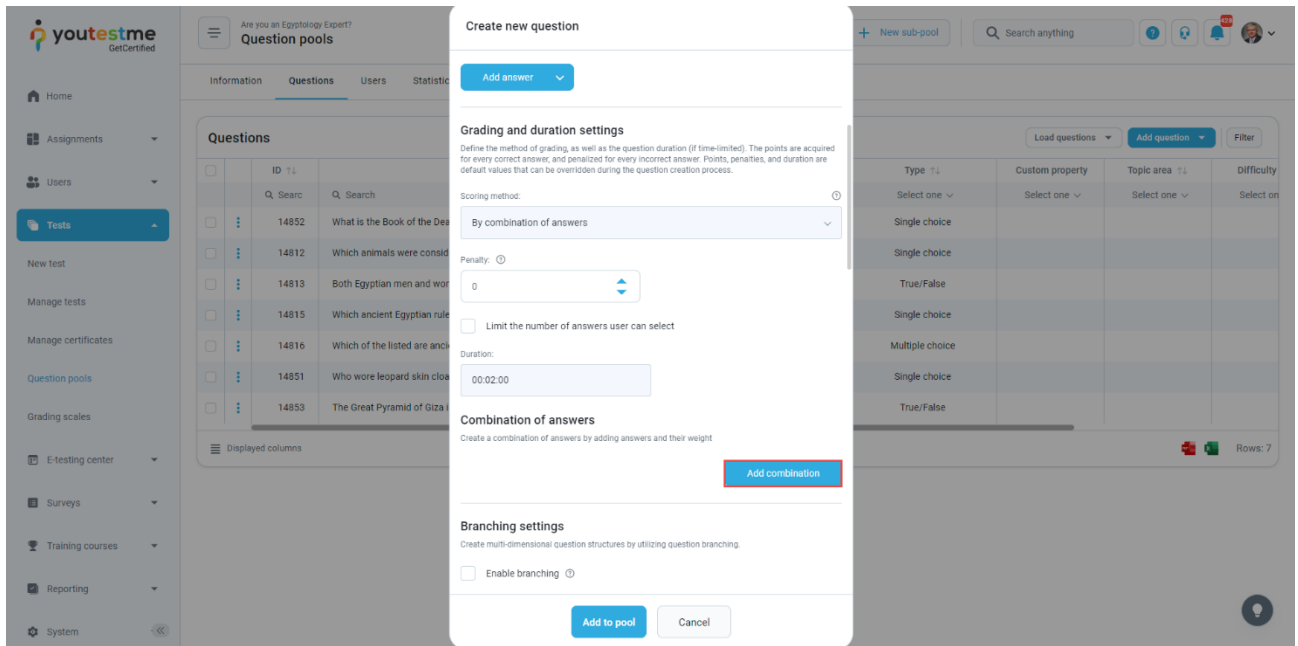 youtestme
GetCertified
Home
Assignments
Users
Tests
New test
Manage tests
Manage certificates
Question pools
Grading scales
E-testing center
Surveys
Training courses
Reporting
System
Are you an Egyptology Expert?
Question pools
New sub-pool
Search anything
Information Questions Users Statistic
Questions
Load questions Add question Filter
ID Type Custom property Topic area Difficulty
Searc Search Select one Select one Select one Select on
14852 What is the Book of the Dea Single choice
14812 Which animals were consid Single choice
14813 Both Egyptian men and wor True/False
14815 Which ancient Egyptian rule Single choice
14816 Which of the listed are anci Multiple choice
14851 Who wore leopard skin cloa Single choice
14853 The Great Pyramid of Giza i True/False
Displayed columns Rows: 7
Create new question
Add answer
Grading and duration settings
Define the method of grading, as well as the question duration (if time-limited). The points are acquired
for every correct answer, and penalized for every incorrect answer. Points, penalties, and duration are
default values that can be overridden during the question creation process.
Scoring method:
By combination of answers
Penalty:
0
Limit the number of answers user can select
Duration:
00:02:00
Combination of answers
Create a combination of answers by adding answers and their weight
Add combination
Branching settings
Create multi-dimensional question structures by utilizing question branching.
Enable branching
Add to pool Cancel